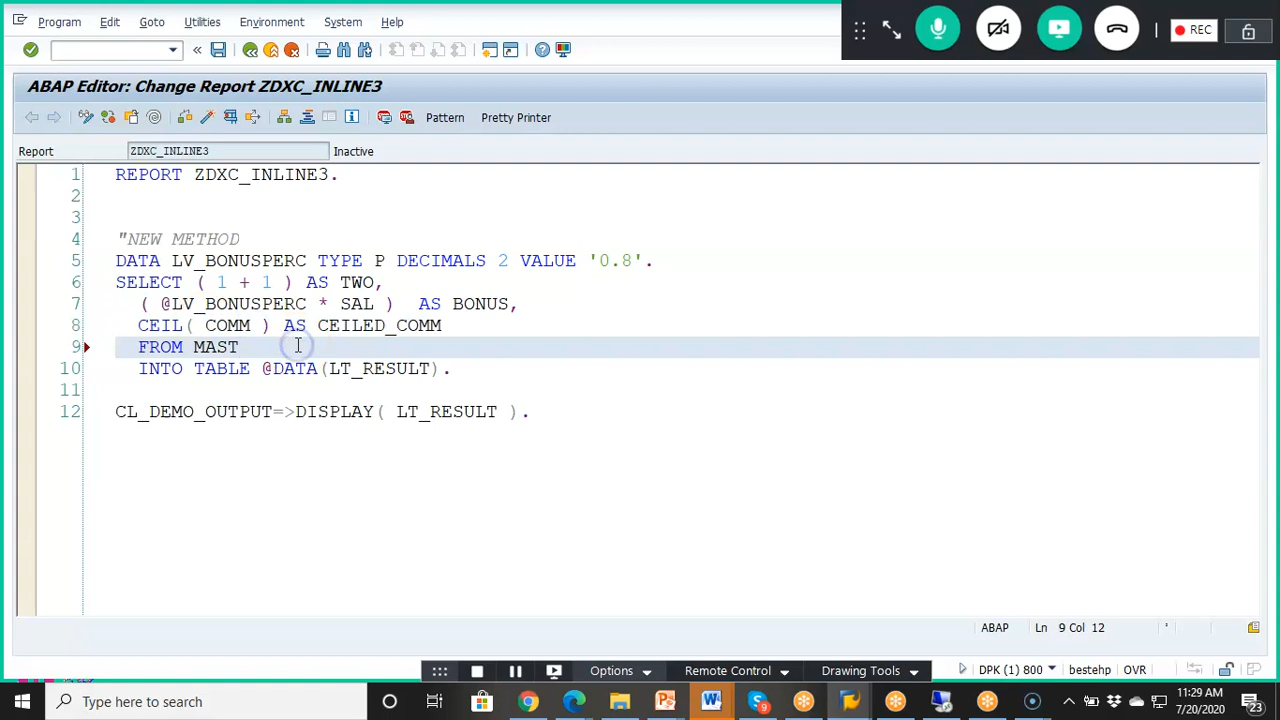 Program Edit Goto Utilities Environment System Help
REC
ABAP Editor: Change Report ZDXC_INLINE3
Pattern Pretty Printer
Report ZDXC_INLINE3 Inactive
1 REPORT ZDXC_INLINE3.
2
3
4 "NEW METHOD
5 DATA LV_BONUSPERC TYPE P DECIMALS 2 VALUE '0.8'.
6 SELECT ( 1 + 1 ) AS TWO,
7 ( @LV_BONUSPERC * SAL ) AS BONUS,
8 CEIL( COMM ) AS CEILED_COMM
9 FROM MAST
10 INTO TABLE @DATA(LT_RESULT).
11
12 CL_DEMO_OUTPUT=>DISPLAY( LT_RESULT ).
ABAP Ln 9 Col 12
Options Remote Control Drawing Tools DPK (1) 800 bestehp OVR
Type here to search
9
11:29 AM
7/20/2020
23